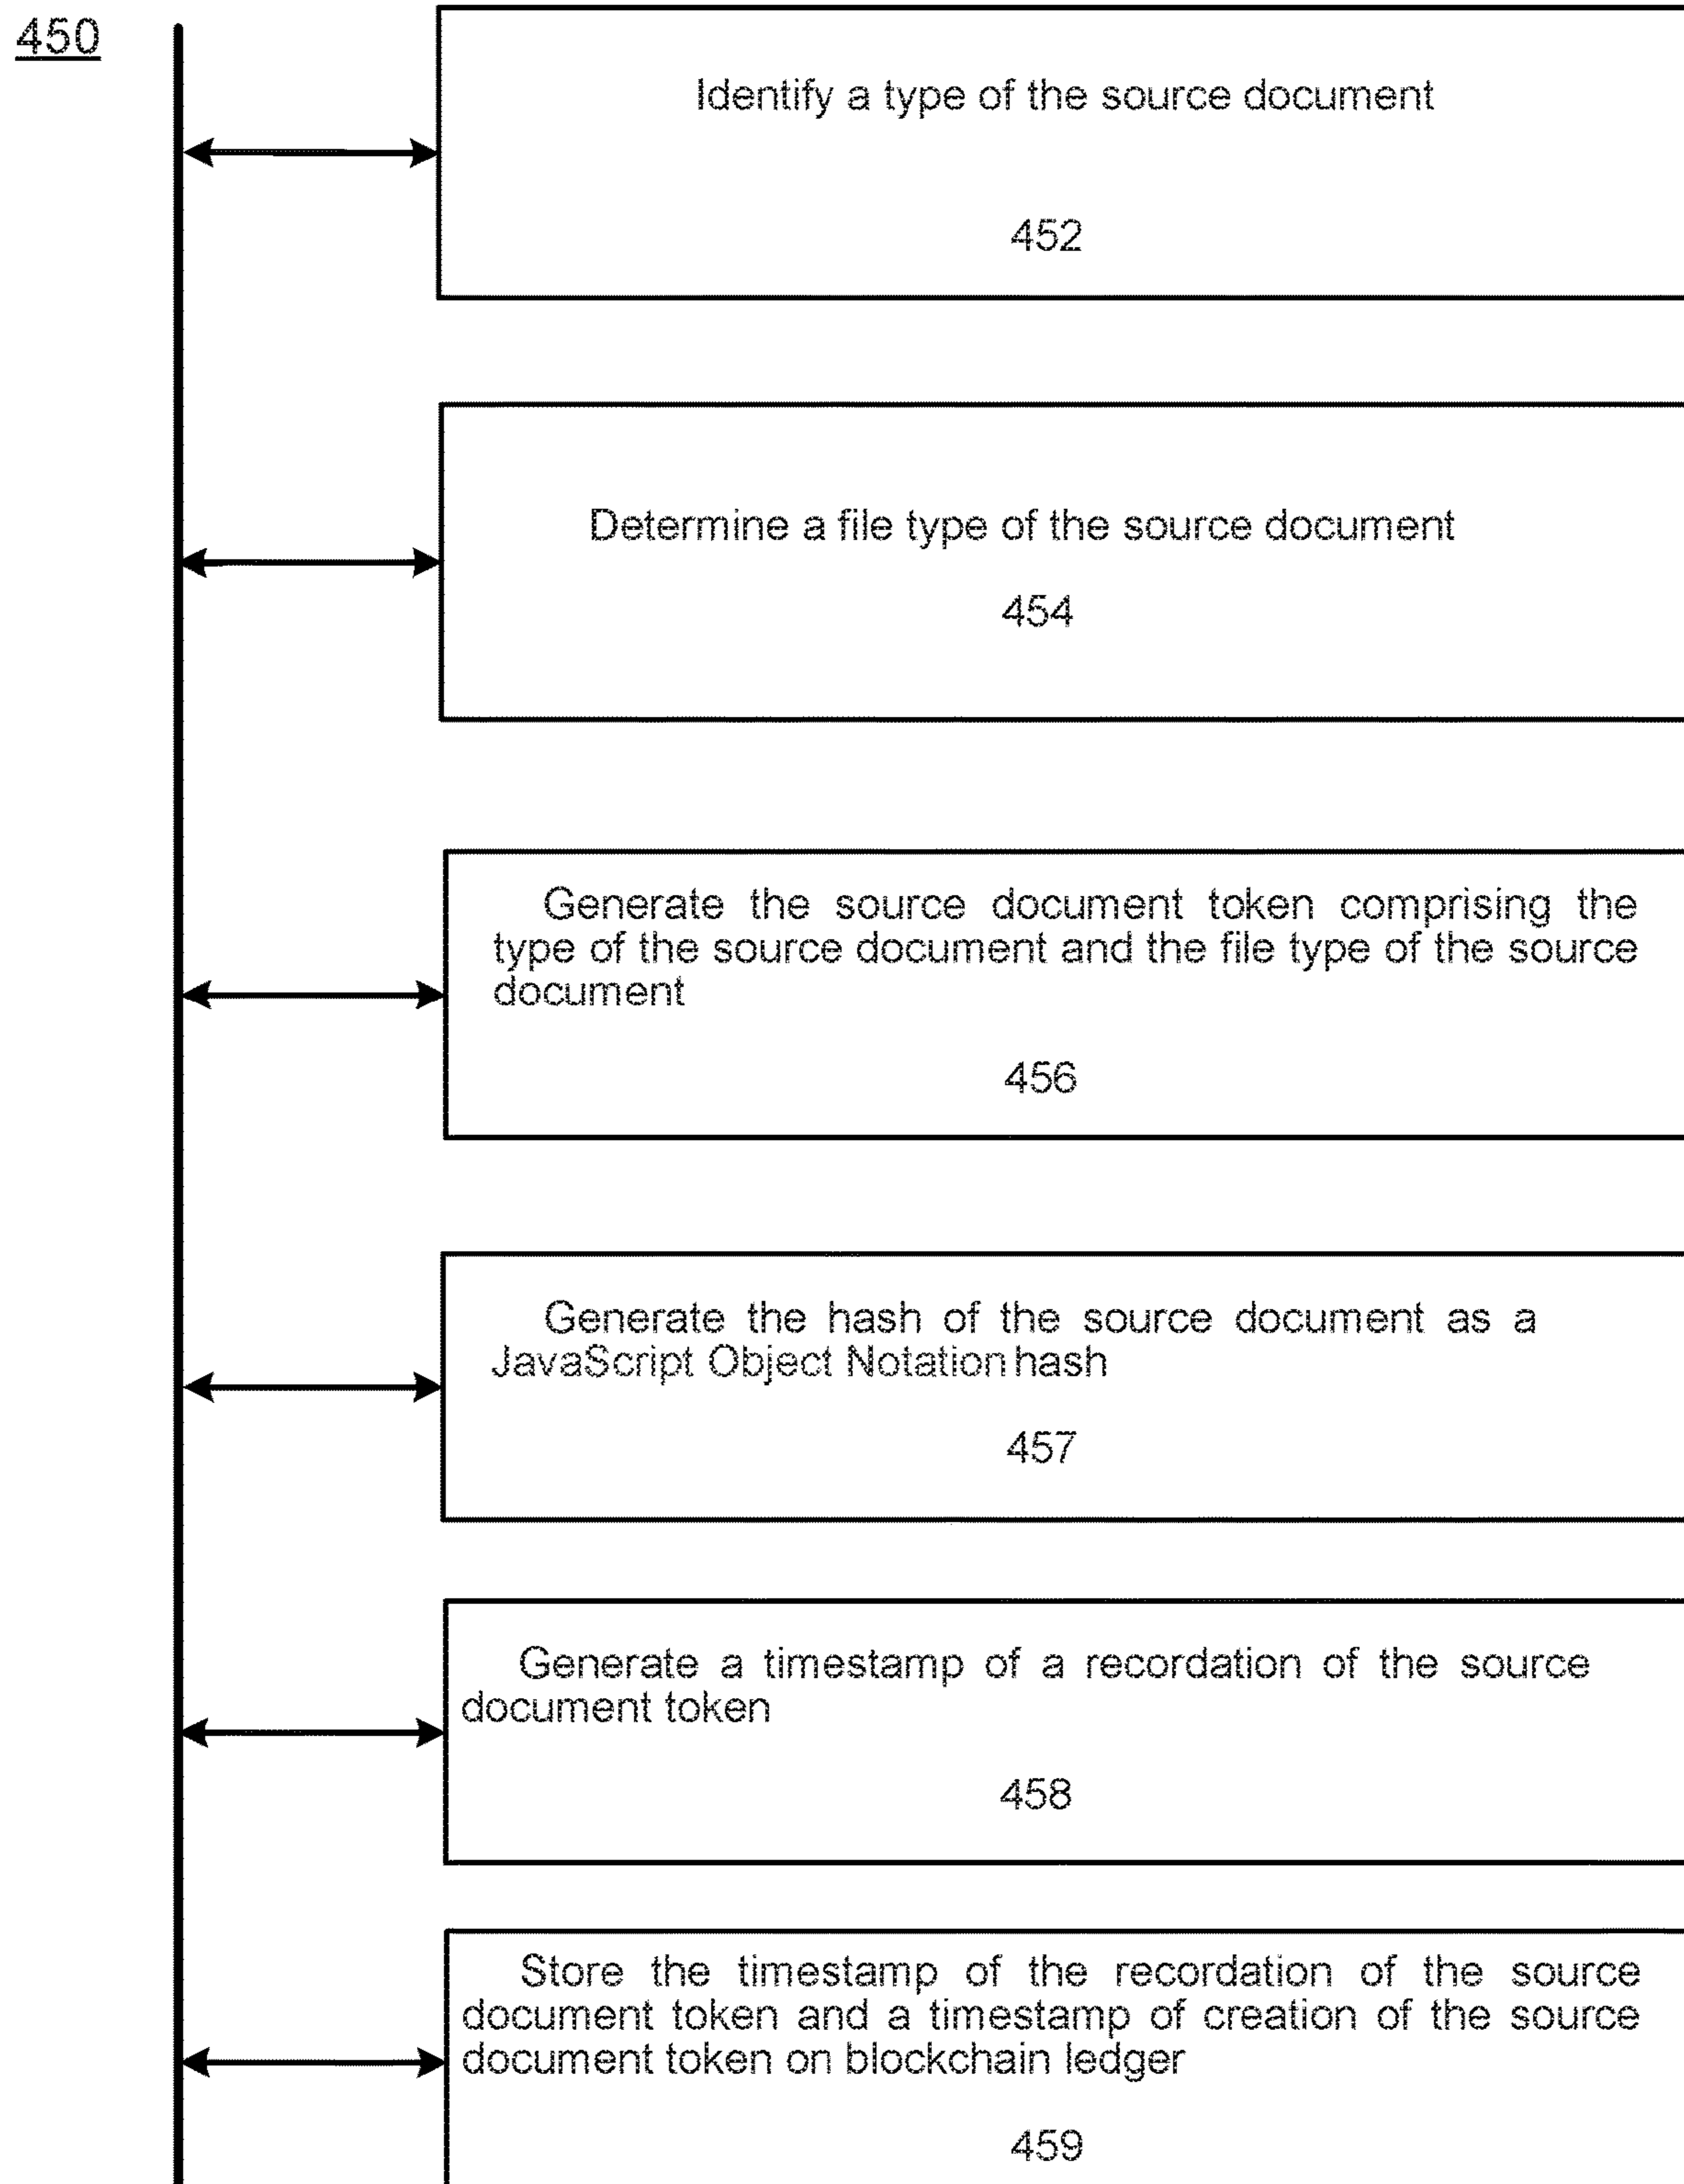 450
Identify a type of the source document
452
Determine a file type of the source document
454
Generate the source document token comprising the
type of the source document and the file type of the source
document
456
Generate the hash of the source document as a
JavaScript Object Notation hash
457
Generate a timestamp of a recordation of the source
document token
458
Store the timestamp of the recordation of the source
document token and a timestamp of creation of the source
document token on blockchain ledger
459